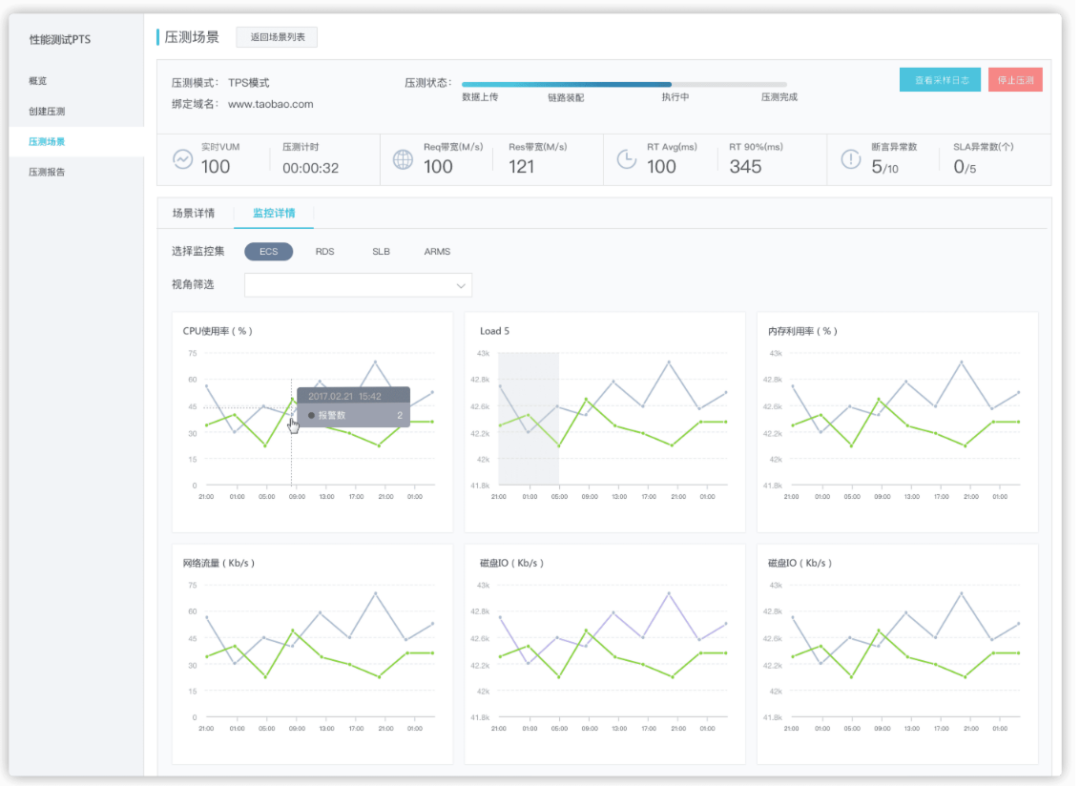 性能测试PTS
概览
创建压测
压测场景
压测报告
压测场景 返回场景列表
压测模式： TPS模式
绑定域名： www.taobao.com
压测状态：
数据上传 链路装配 执行中 压测完成
查看采样日志 停止压测
实时VUM 压测计时 Req带宽(M/s) Res带宽(M/s) RT Avg(ms) RT 90%(ms) 断言异常数 SLA异常数(个)
100 00:00:32 100 121 100 345 5/10 0/5
场景详情 监控详情
选择监控集 ECS RDS SLB ARMS
视角筛选
CPU使用率 ( % )
75
60
45
30
15
0
21:00 01:00 05:00 09:00 13:00 17:00 21:00 01:00
2017.02.21 15:42
报警数 2
Load 5
43k
42.8k
42.6k
42.2k
42k
41.8k
21:00 01:00 05:00 09:00 13:00 17:00 21:00 01:00
内存利用率 ( % )
43k
42.8k
42.6k
42.2k
42k
41.8k
21:00 01:00 05:00 09:00 13:00 17:00 21:00 01:00
网络流量 ( Kb/s )
75
60
45
30
15
0
21:00 01:00 05:00 09:00 13:00 17:00 21:00 01:00
磁盘IO ( Kb/s )
43k
42.8k
42.6k
42.2k
42k
41.8k
21:00 01:00 05:00 09:00 13:00 17:00 21:00 01:00
磁盘IO ( Kb/s )
43k
42.8k
42.6k
42.2k
42k
41.8k
21:00 01:00 05:00 09:00 13:00 17:00 21:00 01:00